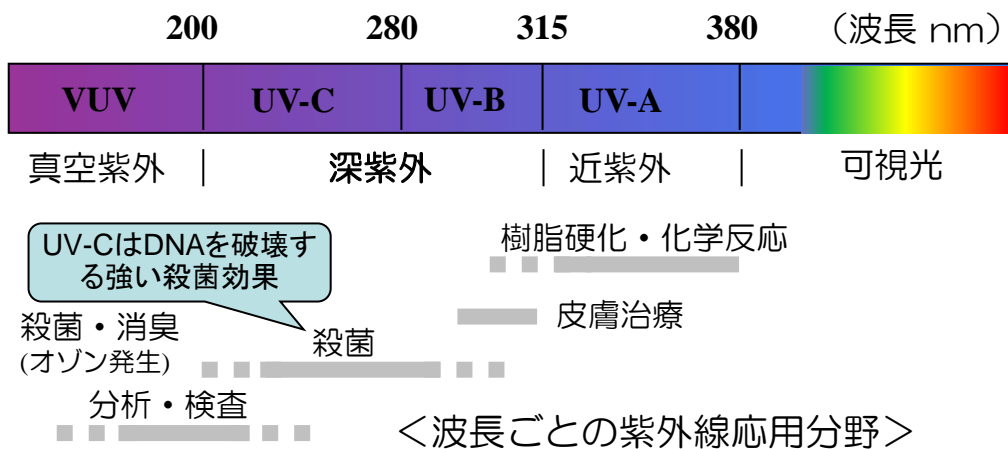 200 280 315 380 （波長 nm）
VUV UV-C UV-B UV-A
真空紫外 | 深紫外 | 近紫外 | 可視光
樹脂硬化・化学反応
UV-CはDNAを破壊す
る強い殺菌効果
皮膚治療
殺菌・消臭
(オゾン発生)
殺菌
分析・検査
＜波長ごとの紫外線応用分野＞